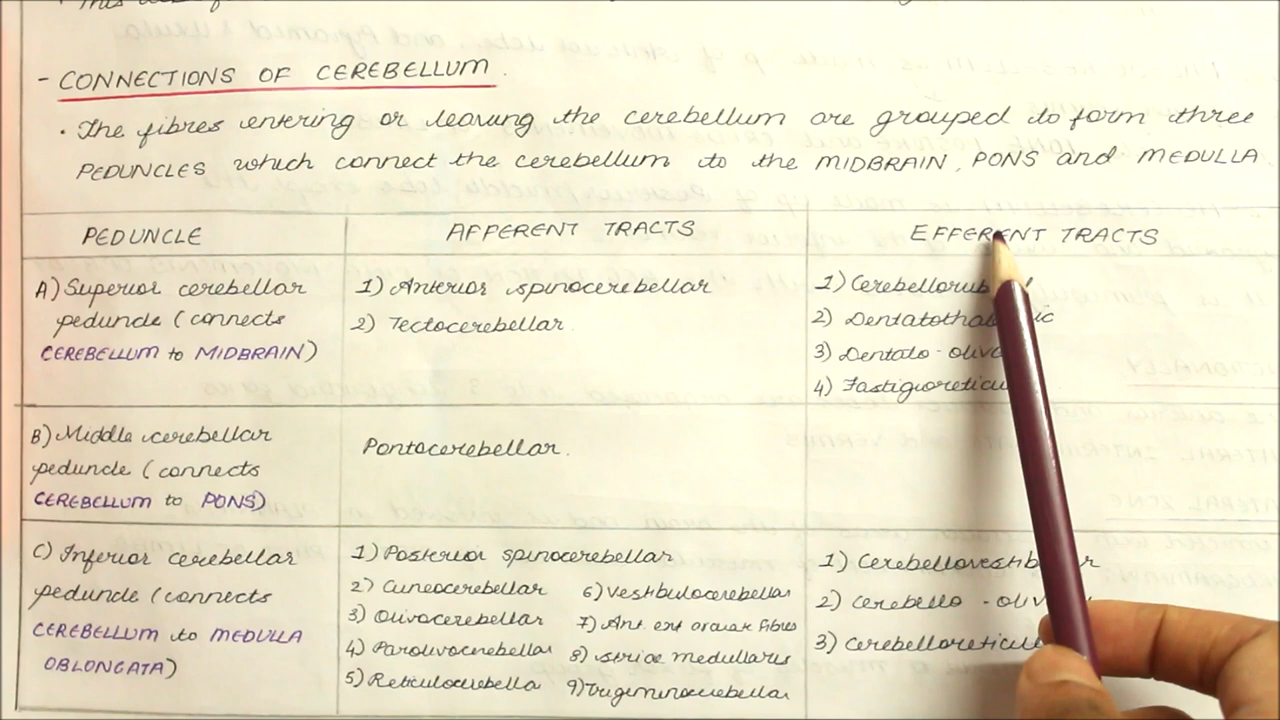 - CONNECTIONS OF CEREBELLUM.
• The fibres entering or leaving the cerebellum are grouped to form three
PEDUNCLES which connect the cerebellum to the MIDBRAIN, PONS and MEDULLA
PEDUNCLE
AFFERENT TRACTS
EFFERENT TRACTS
A) Superior cerebellar
peduncle (connects
CEREBELLUM to MIDBRAIN)
1) Anterior spinocerebellar
2) Tectocerebellar.
1) Cerebellorub
2) Dentatothal ic
3) Dentato - oliv
4) Fastigioreticu
B) Middle cerebellar
peduncle (connects
CEREBELLUM to PONS)
Pontocerebellar.
C) Inferior cerebellar
peduncle (connects
CEREBELLUM to MEDULLA
OBLONGATA)
1) Posterior spinocerebellar
2) Cuneocerebellar
3) Olivocerebellar
4) Parolivocerebellar
5) Reticulocerebella
6) Vestibulocerebellar
7) Ant. ext arcuate fibres
8) Striae medullaris
9) Trigeminocerebellar
1) Cerebellovestib r
2) Cerebello - oliv
3) Cerebelloreticul